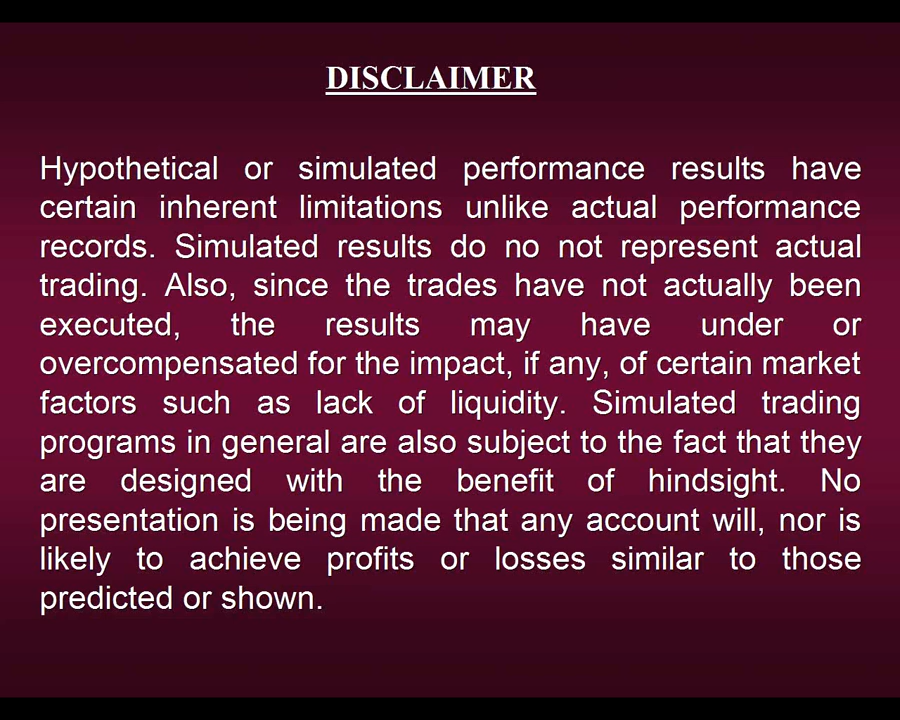 DISCLAIMER
Hypothetical or simulated performance results have
certain inherent limitations unlike actual performance
records. Simulated results do no not represent actual
trading. Also, since the trades have not actually been
executed, the results may have under or
overcompensated for the impact, if any, of certain market
factors such as lack of liquidity. Simulated trading
programs in general are also subject to the fact that they
are designed with the benefit of hindsight. No
presentation is being made that any account will, nor is
likely to achieve profits or losses similar to those
predicted or shown.